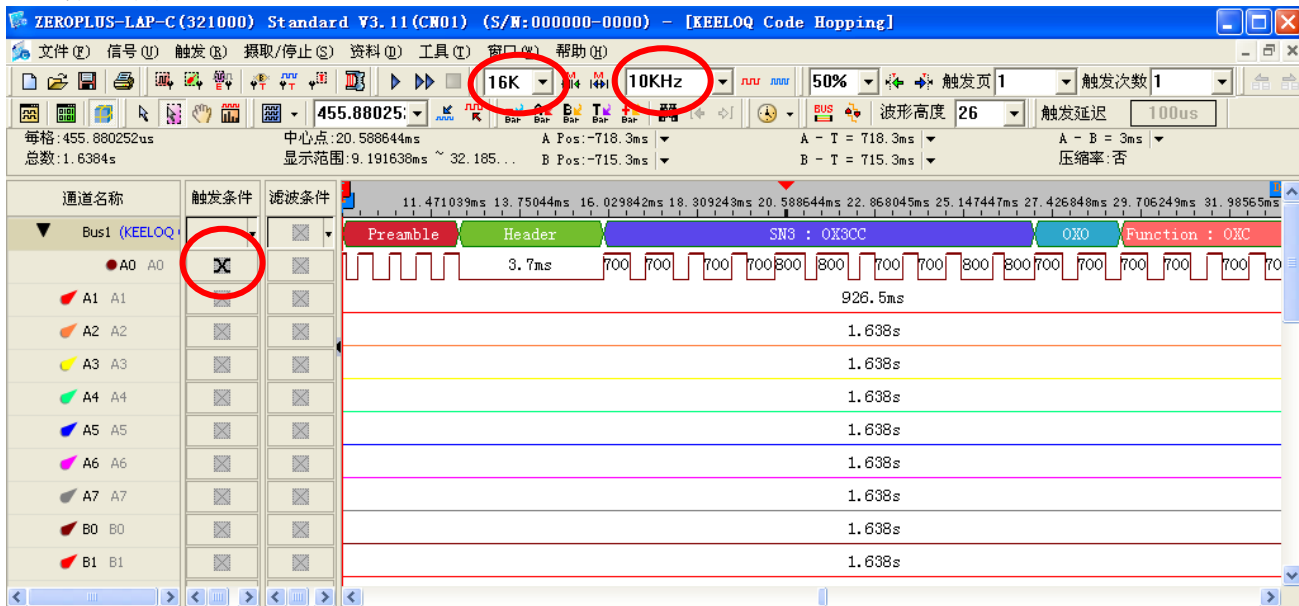 ZEROPLUS-LAP-C(321000) Standard V3.11(CN01) (S/N:000000-0000) - [KEELOQ Code Hopping]
文件(F) 信号(U) 触发(R) 摄取/停止(S) 资料(D) 工具(T) 窗口(W) 帮助(H)
16K 10KHz 50% 触发页 1 触发次数 1
455.88025 Bar Bar Bar Bar Bar BUS 波形高度 26 触发延迟 100us
每格:455.880252us 中心点:20.588644ms A Pos:-718.3ms A - T = 718.3ms A - B = 3ms
总数:1.6384s 显示范围:9.191638ms ~ 32.185... B Pos:-715.3ms B - T = 715.3ms 压缩率:否
通道名称 触发条件 滤波条件 11.471039ms 13.75044ms 16.029842ms 18.309243ms 20.588644ms 22.868045ms 25.147447ms 27.426848ms 29.706249ms 31.98565ms
Bus1 (KEELOQ Preamble Header SN3 : 0X3CC 0X0 Function : 0XC
A0 A0 3.7ms 700 700 700 700 800 800 700 700 800 800 700 700 700 700 700 70
A1 A1 926.5ms
A2 A2 1.638s
A3 A3 1.638s
A4 A4 1.638s
A5 A5 1.638s
A6 A6 1.638s
A7 A7 1.638s
B0 B0 1.638s
B1 B1 1.638s